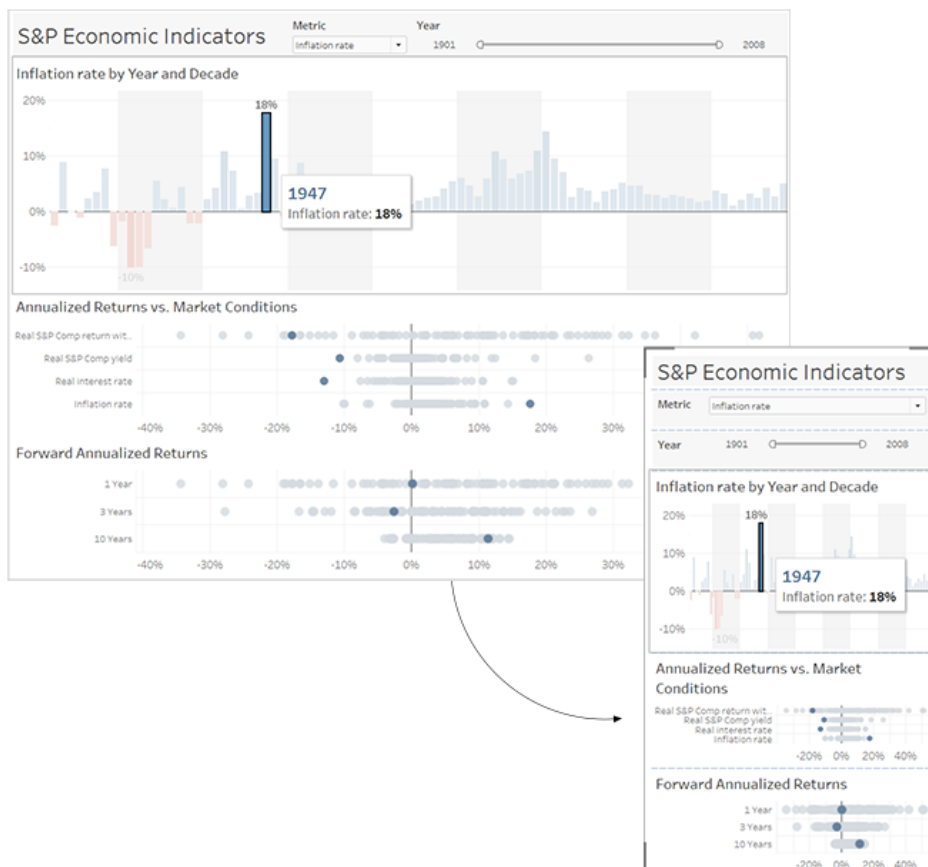 S&P Economic Indicators
Metric
Inflation rate
Year
1901
2008
Inflation rate by Year and Decade
20%
10%
0%
-10%
18%
-10%
1947
Inflation rate: 18%
Annualized Returns vs. Market Conditions
Real S&P Comp return wit...
Real S&P Comp yield
Real interest rate
Inflation rate
-40% -30% -20% -10% 0% 10% 20% 30%
Forward Annualized Returns
1 Year
3 Years
10 Years
-40% -30% -20% -10% 0% 10% 20% 30%
S&P Economic Indicators
Metric
Inflation rate
Year
1901
2008
Inflation rate by Year and Decade
20%
10%
0%
-10%
18%
-10%
1947
Inflation rate: 18%
Annualized Returns vs. Market
Conditions
Real S&P Comp return wit...
Real S&P Comp yield
Real interest rate
Inflation rate
-20% 0% 20% 40%
Forward Annualized Returns
1 Year
3 Years
10 Years
-20% 0% 20% 40%